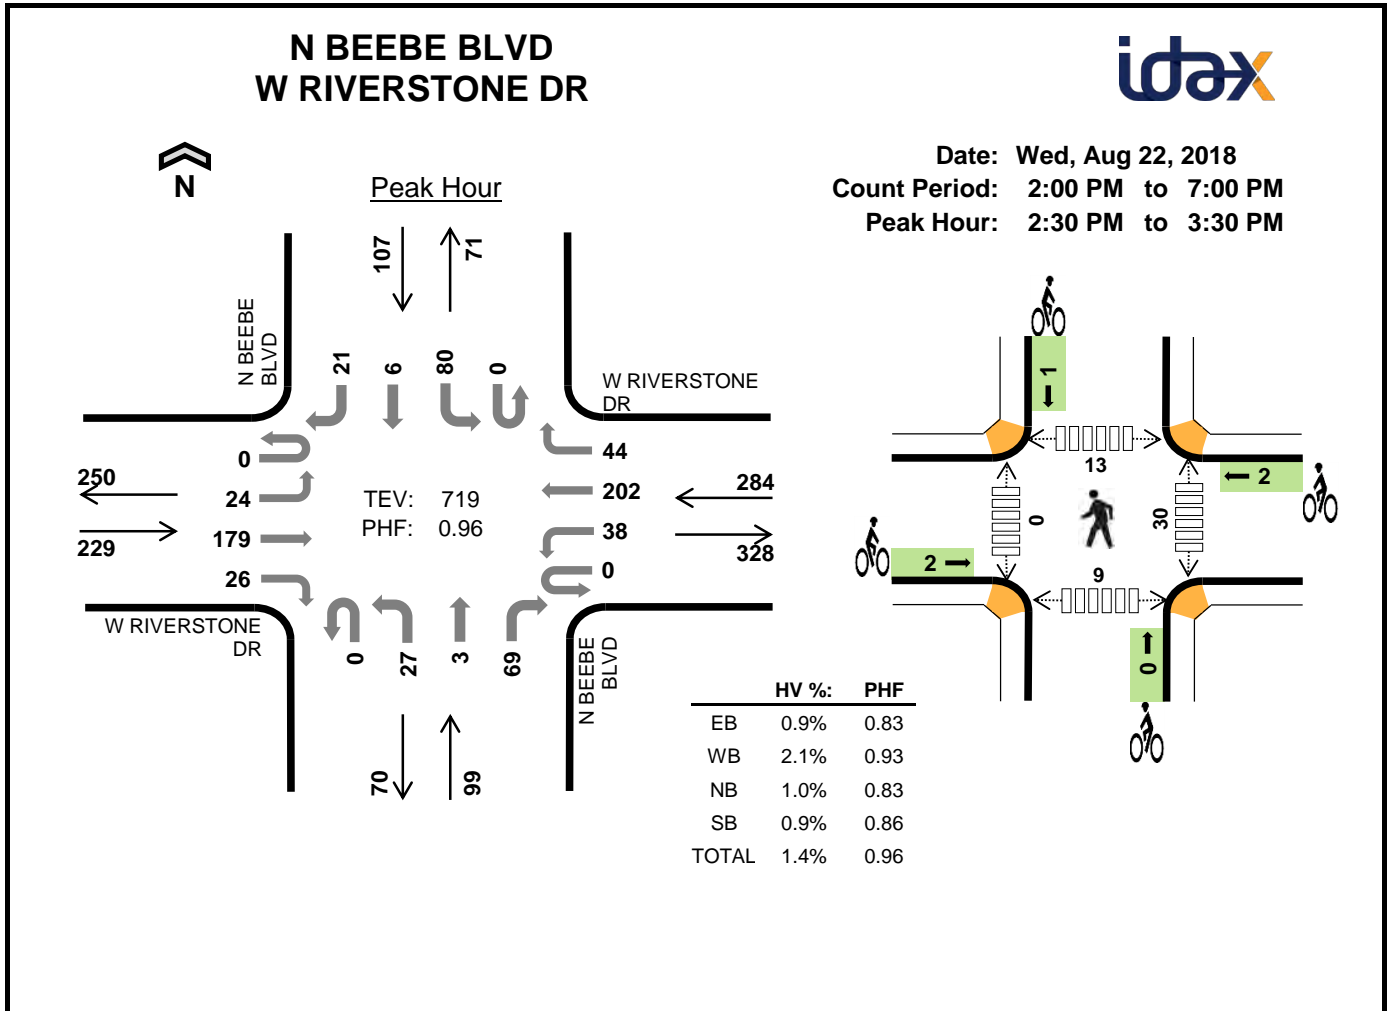 N BEEBE BLVD
W RIVERSTONE DR
idax
Date: Wed, Aug 22, 2018
Count Period: 2:00 PM to 7:00 PM
Peak Hour: 2:30 PM to 3:30 PM
N
Peak Hour
107
71
N BEEBE
BLVD
21
6
80
0
W RIVERSTONE
DR
0
24
179
26
250
229
TEV: 719
PHF: 0.96
44
202
38
0
284
328
W RIVERSTONE
DR
0
27
3
69
N BEEBE
BLVD
70
99
1
2
13
0
30
9
2
0
HV %: PHF
EB 0.9% 0.83
WB 2.1% 0.93
NB 1.0% 0.83
SB 0.9% 0.86
TOTAL 1.4% 0.96